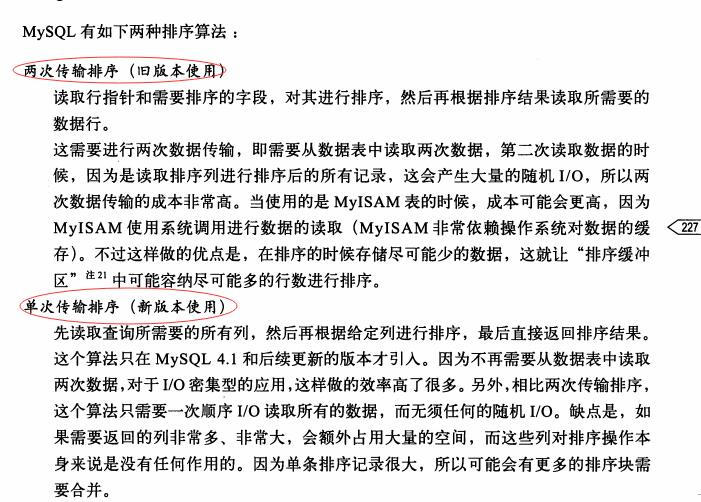 MySQL 有如下两种排序算法：
两次传输排序（旧版本使用）
读取行指针和需要排序的字段，对其进行排序，然后再根据排序结果读取所需要的
数据行。
这需要进行两次数据传输，即需要从数据表中读取两次数据，第二次读取数据的时
候，因为是读取排序列进行排序后的所有记录，这会产生大量的随机 I/O，所以两
次数据传输的成本非常高。当使用的是 MyISAM 表的时候，成本可能会更高，因为
MyISAM 使用系统调用进行数据的读取（MyISAM 非常依赖操作系统对数据的缓
存）。不过这样做的优点是，在排序的时候存储尽可能少的数据，这就让“排序缓冲
区”注21 中可能容纳尽可能多的行数进行排序。
227
单次传输排序（新版本使用）
先读取查询所需要的所有列，然后再根据给定列进行排序，最后直接返回排序结果。
这个算法只在 MySQL 4.1 和后续更新的版本才引入。因为不再需要从数据表中读取
两次数据，对于 I/O 密集型的应用，这样做的效率高了很多。另外，相比两次传输排序，
这个算法只需要一次顺序 I/O 读取所有的数据，而无须任何的随机 I/O。缺点是，如
果需要返回的列非常多、非常大，会额外占用大量的空间，而这些列对排序操作本
身来说是没有任何作用的。因为单条排序记录很大，所以可能会有更多的排序块需
要合并。